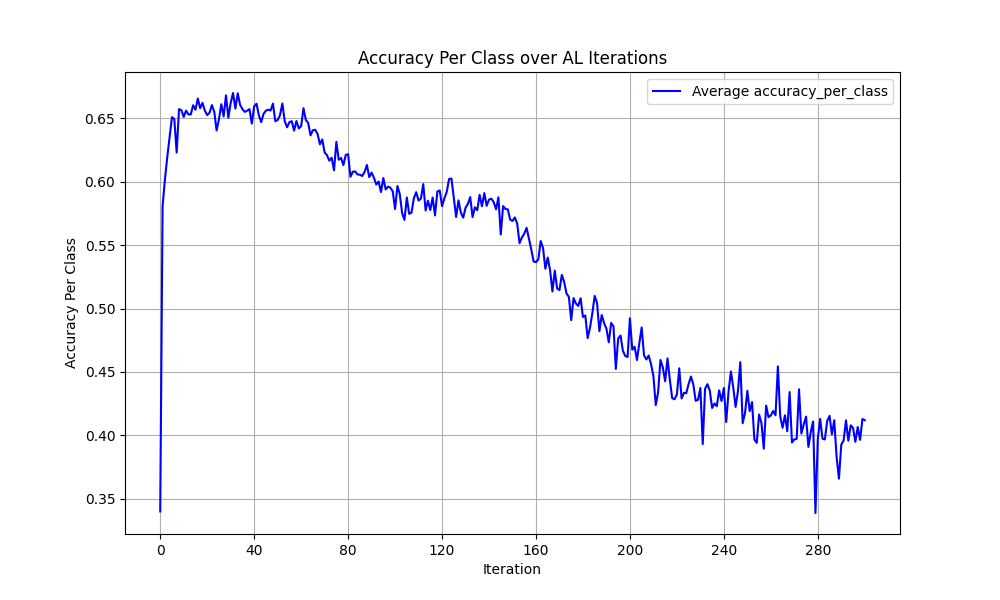 Accuracy Per Class over AL Iterations
Average accuracy_per_class
Accuracy Per Class
0.65
0.60
0.55
0.50
0.45
0.40
0.35
0 40 80 120 160 200 240 280
Iteration